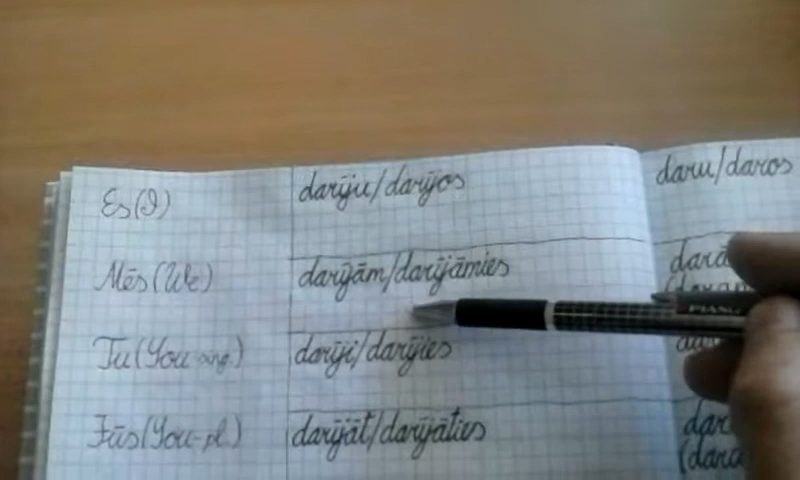 Es(I) darīju/darījos daru/daros
Mēs(We) darījām/darījāmies
Tu(You-sing.) darīji/darījies
Jūs(You-pl.) darījāt/darījāties